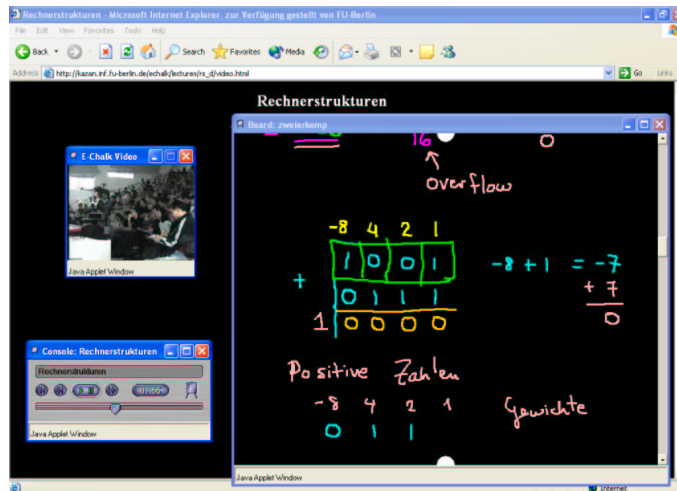 Rechnerstrukturen - Microsoft Internet Explorer zur Verfügung gestellt von FU-Berlin
File Edit View Favorites Tools Help
Back Search Favorites Media
Address http://kazan.inf.fu-berlin.de/echalk/lectures/rs_d/video.html Go Links
Rechnerstrukturen
Board: zweierkomp
16 0
overflow
E-Chalk Video
Java Applet Window
-8 4 2 1
1 0 0 1 -8 + 1 = -7
+ 0 1 1 1 + 7
1 0 0 0 0 0
Console: Rechnerstrukturen
Rechnerstrukturen
Java Applet Window
Positive Zahlen
-8 4 2 1 Gewichte
0 1 1
Java Applet Window
Internet